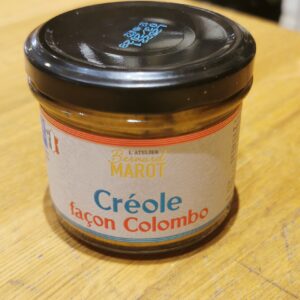 L'ATELIER
Bernard
MAROT
Créole
façon Colombo